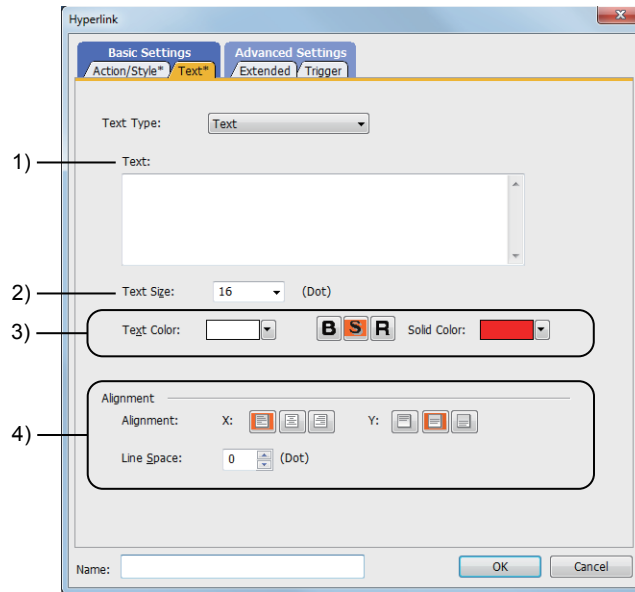 Hyperlink
Basic Settings Advanced Settings
Action/Style* Text* Extended Trigger
Text Type: Text
1) Text:
2) Text Size: 16 (Dot)
3) Text Color: B S R Solid Color:
Alignment
4) Alignment: X: Y:
Line Space: 0 (Dot)
Name: OK Cancel